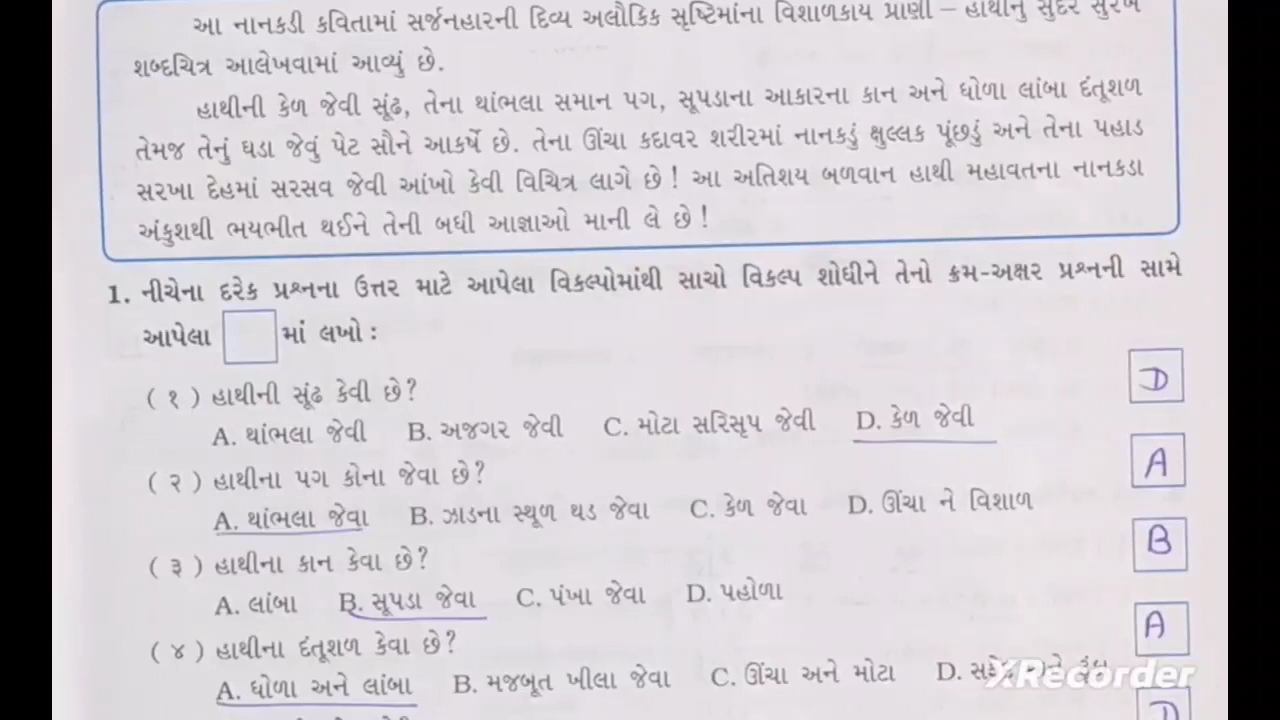 આ નાનકડી કવિતામાં સર્જનહારની દિવ્ય અલૌકિક સૃષ્ટિમાંના વિશાળકાય પ્રાણી – હાથીનું સુંદર સુરેખ
શબ્દચિત્ર આલેખવામાં આવ્યું છે.
હાથીની કેળ જેવી સૂંઢ, તેના થાંભલા સમાન પગ, સૂપડાના આકારના કાન અને ધોળા લાંબા દંતૂશળ
તેમજ તેનું ઘડા જેવું પેટ સૌને આકર્ષે છે. તેના ઊંચા કદાવર શરીરમાં નાનકડું ક્ષુલ્લક પૂંછડું અને તેના પહાડ
સરખા દેહમાં સરસવ જેવી આંખો કેવી વિચિત્ર લાગે છે! આ અતિશય બળવાન હાથી મહાવતના નાનકડા
અંકુશથી ભયભીત થઈને તેની બધી આજ્ઞાઓ માની લે છે!
1. નીચેના દરેક પ્રશ્નના ઉત્તર માટે આપેલા વિકલ્પોમાંથી સાચો વિકલ્પ શોધીને તેનો ક્રમ-અક્ષર પ્રશ્નની સામે
આપેલા માં લખો :
( ૧ ) હાથીની સૂંઢ કેવી છે? D
A. થાંભલા જેવી B. અજગર જેવી C. મોટા સરિસૃપ જેવી D. કેળ જેવી
( ૨ ) હાથીના પગ કોના જેવા છે? A
A. થાંભલા જેવા B. ઝાડના સ્થૂળ થડ જેવા C. કેળ જેવા D. ઊંચા ને વિશાળ
( ૩ ) હાથીના કાન કેવા છે? B
A. લાંબા B. સૂપડા જેવા C. પંખા જેવા D. પહોળા
( ૪ ) હાથીના દંતૂશળ કેવા છે? A
A. ધોળા અને લાંબા B. મજબૂત ખીલા જેવા C. ઊંચા અને મોટા D.
XRecorder
D